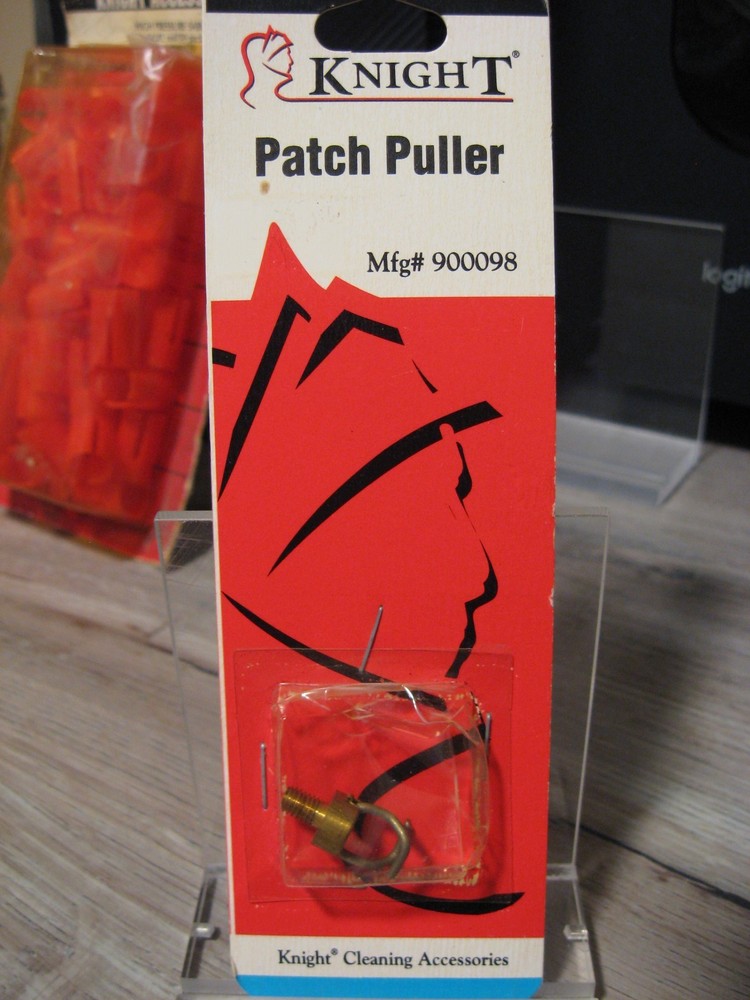 KNIGHT®
Patch Puller
Mfg# 900098
Knight® Cleaning Accessories